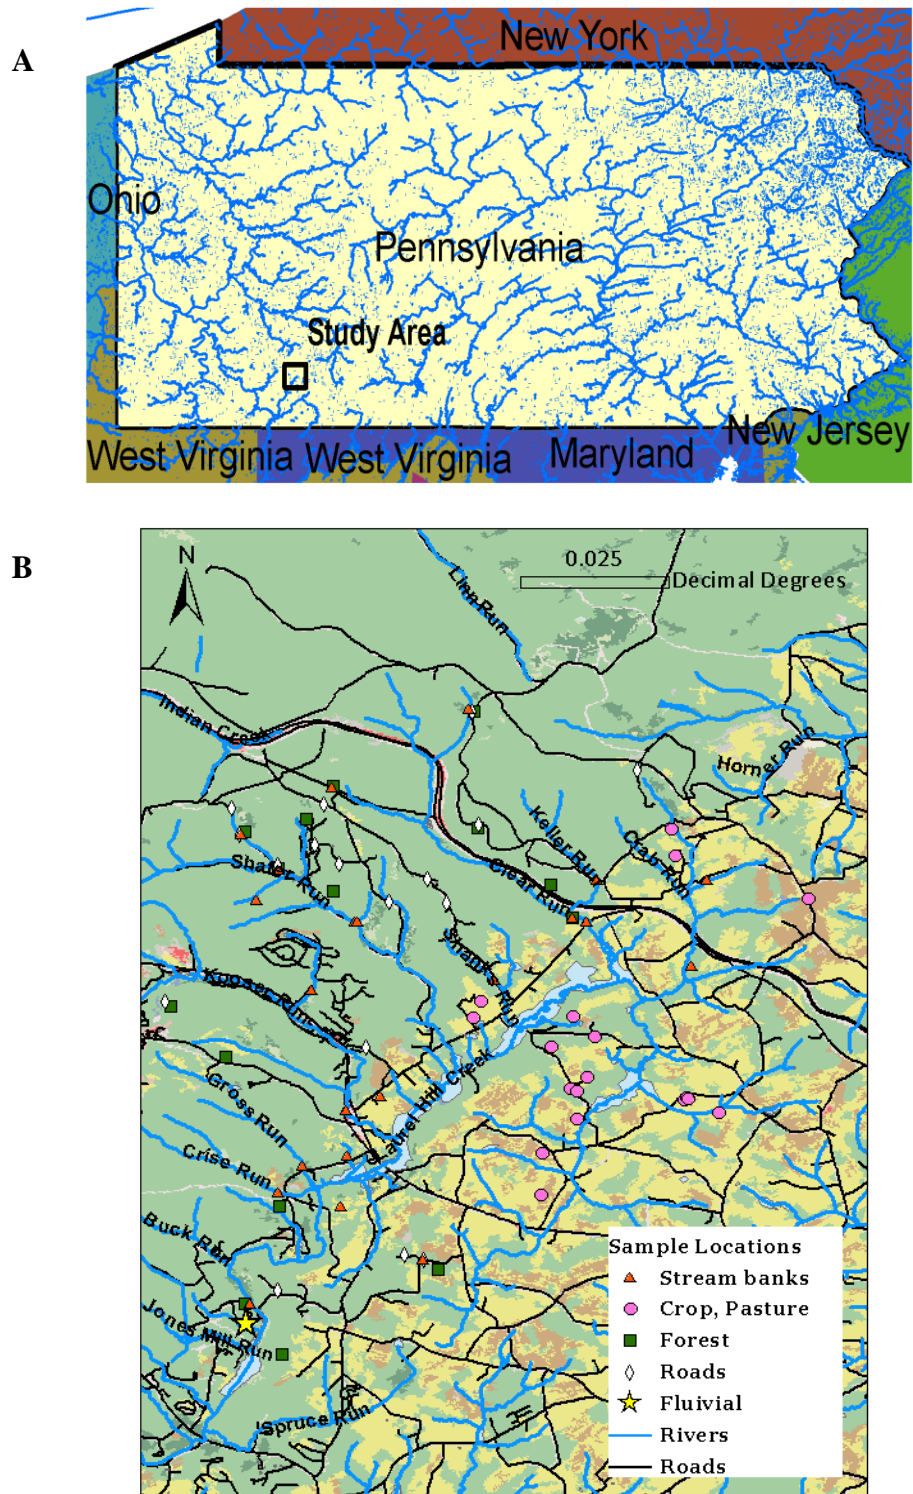 A
New York
Ohio
Pennsylvania
Study Area
New Jersey
West Virginia
West Virginia
Maryland
B
N
0.025
Decimal Degrees
Linn Run
Indian Creek
Horner Run
Keller Run
Crab Run
Shafer Run
Clear Run
Shanks Run
Kooser Run
Laurel Hill Creek
Gross Run
Crise Run
Buck Run
Jones Mill Run
Spruce Run
Sample Locations
Stream banks
Crop, Pasture
Forest
Roads
Fluivial
Rivers
Roads